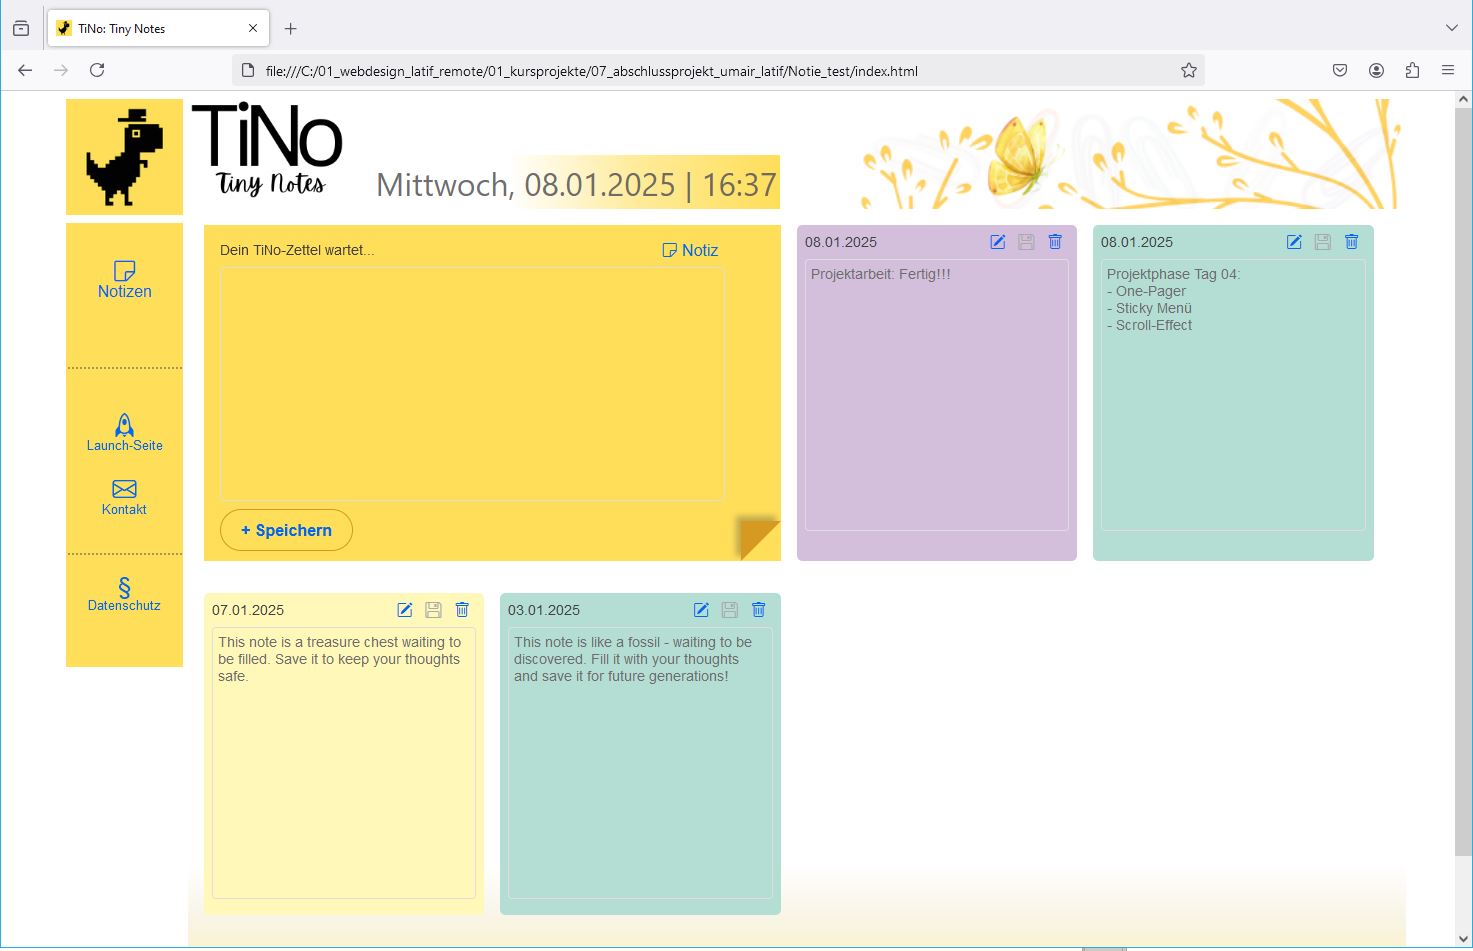 TiNo: Tiny Notes
file:///C:/01_webdesign_latif_remote/01_kursprojekte/07_abschlussprojekt_umair_latif/Notie_test/index.html
TiNo
Tiny Notes
Mittwoch, 08.01.2025 | 16:37
Notizen
Launch-Seite
Kontakt
§
Datenschutz
Dein TiNo-Zettel wartet...
Notiz
+ Speichern
08.01.2025
Projektarbeit: Fertig!!!
08.01.2025
Projektphase Tag 04:
- One-Pager
- Sticky Menü
- Scroll-Effect
07.01.2025
This note is a treasure chest waiting to
be filled. Save it to keep your thoughts
safe.
03.01.2025
This note is like a fossil - waiting to be
discovered. Fill it with your thoughts
and save it for future generations!